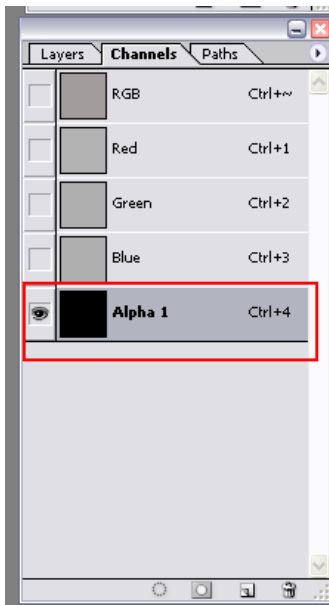 Layers Channels Paths
RGB Ctrl+~
Red Ctrl+1
Green Ctrl+2
Blue Ctrl+3
Alpha 1 Ctrl+4